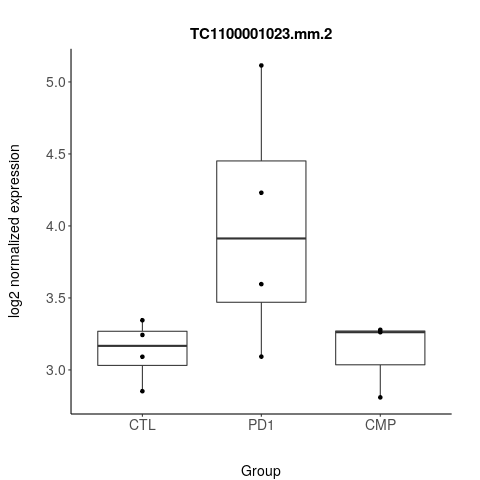 TC1100001023.mm.2
log2 normalized expression
5.0
4.5
4.0
3.5
3.0
CTL PD1 CMP
Group